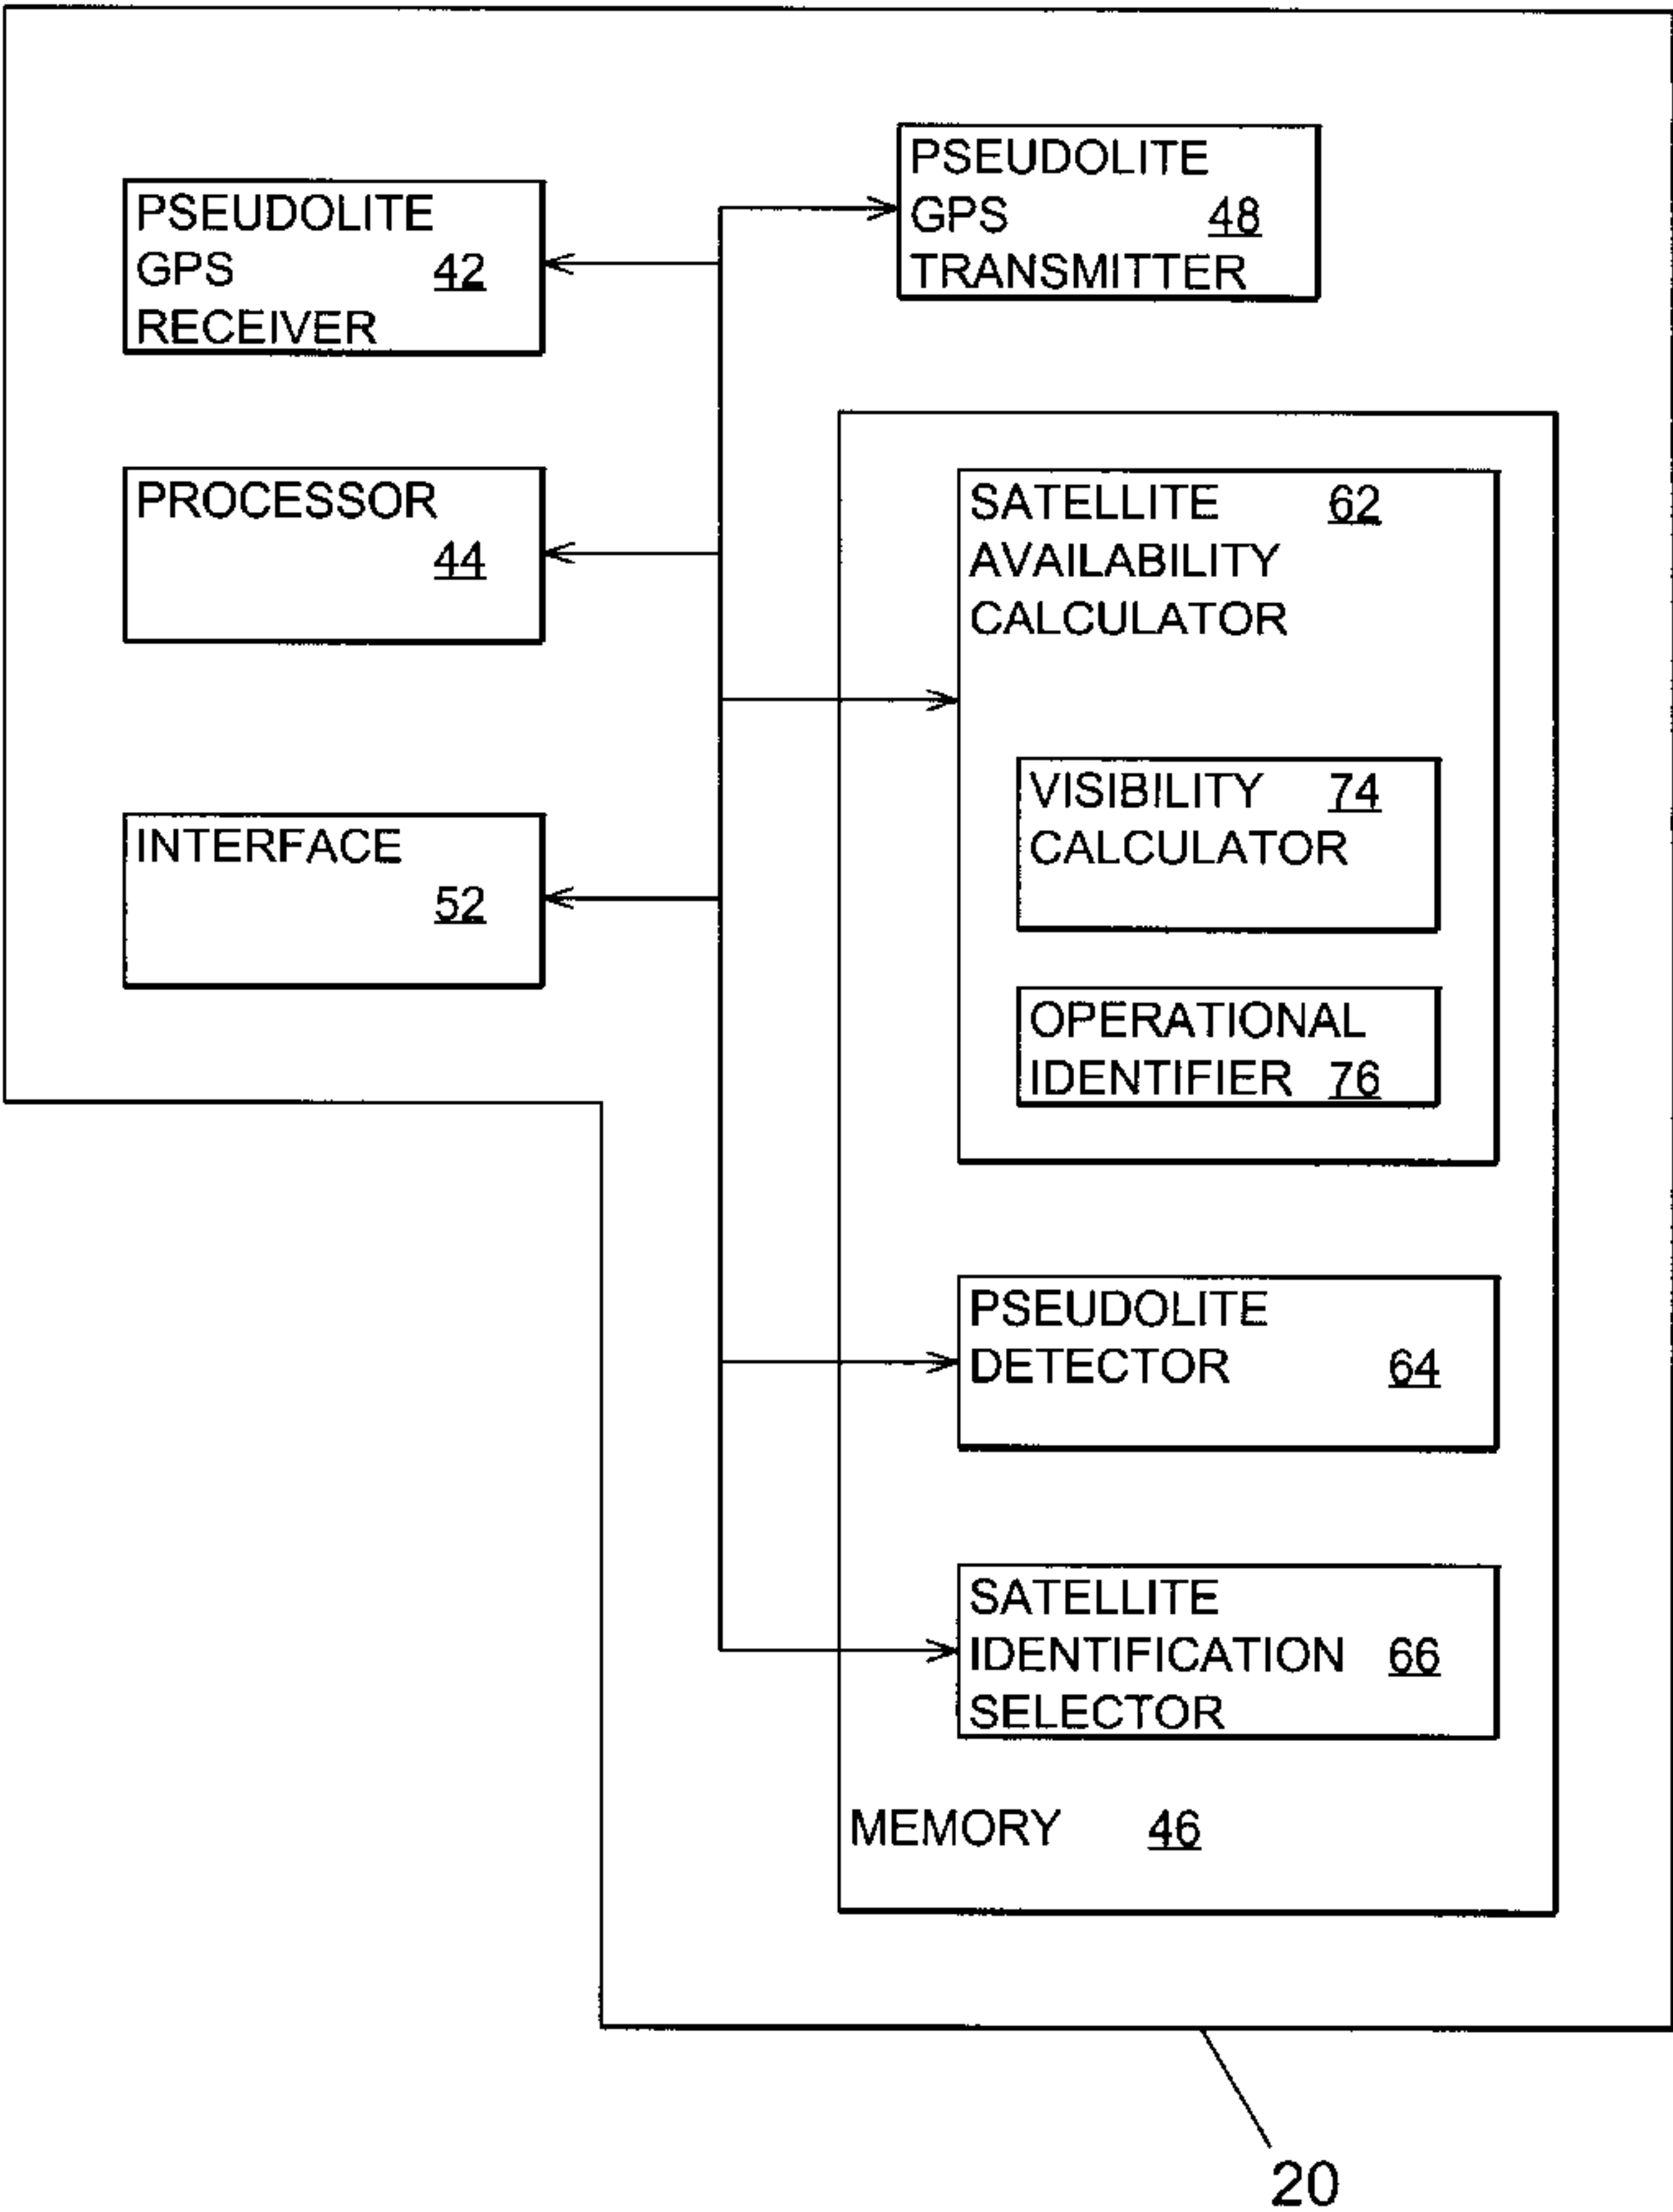 PSEUDOLITE
GPS 42
RECEIVER
PSEUDOLITE
GPS 48
TRANSMITTER
PROCESSOR
44
INTERFACE
52
SATELLITE 62
AVAILABILITY
CALCULATOR
VISIBILITY 74
CALCULATOR
OPERATIONAL
IDENTIFIER 76
PSEUDOLITE
DETECTOR 64
SATELLITE
IDENTIFICATION 66
SELECTOR
MEMORY 46
20